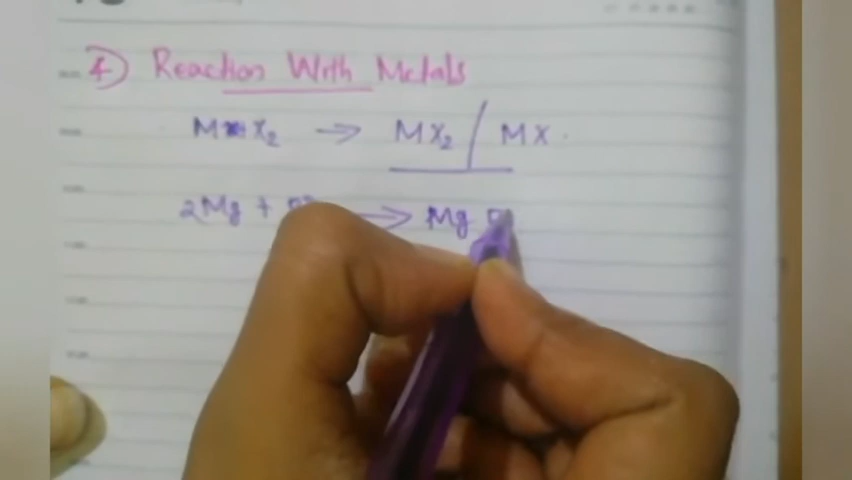 4) Reaction With Metals
M + X₂ → MX₂ / MX
2Mg + → Mg